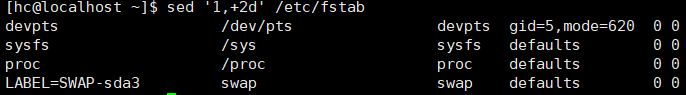 [hc@localhost ~]$ sed '1,+2d' /etc/fstab
devpts                  /dev/pts                devpts  gid=5,mode=620  0 0
sysfs                   /sys                    sysfs   defaults        0 0
proc                    /proc                   proc    defaults        0 0
LABEL=SWAP-sda3         swap                    swap    defaults        0 0